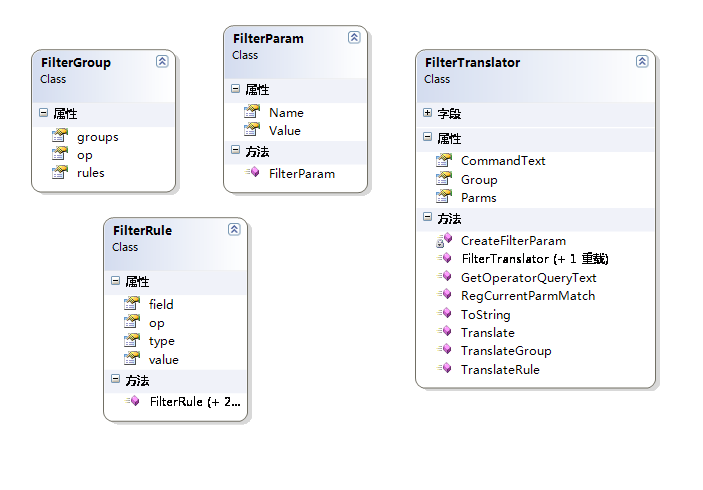 FilterGroup
Class
属性
groups
op
rules
FilterParam
Class
属性
Name
Value
方法
FilterParam
FilterRule
Class
属性
field
op
type
value
方法
FilterRule (+ 2...
FilterTranslator
Class
字段
属性
CommandText
Group
Parms
方法
CreateFilterParam
FilterTranslator (+ 1 重载)
GetOperatorQueryText
RegCurrentParmMatch
ToString
Translate
TranslateGroup
TranslateRule